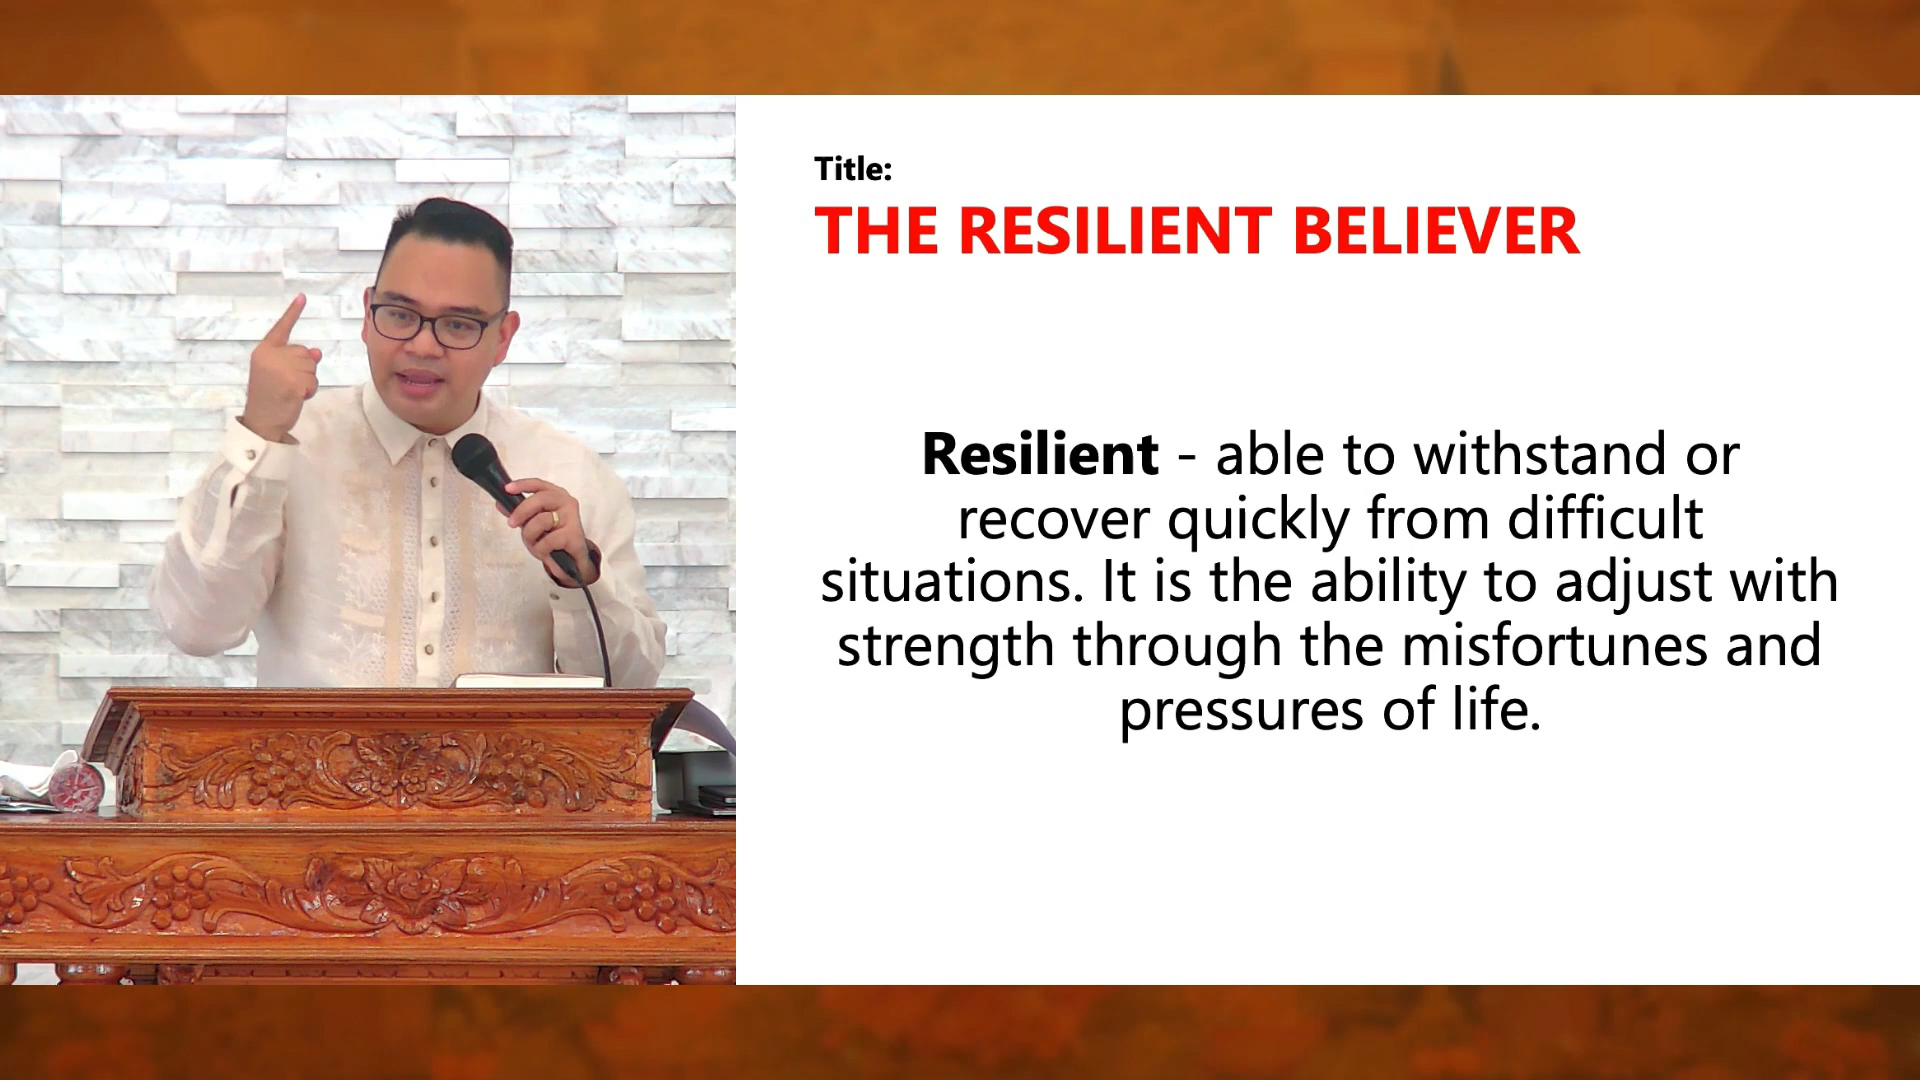 Title:
THE RESILIENT BELIEVER
Resilient - able to withstand or
recover quickly from difficult
situations. It is the ability to adjust with
strength through the misfortunes and
pressures of life.